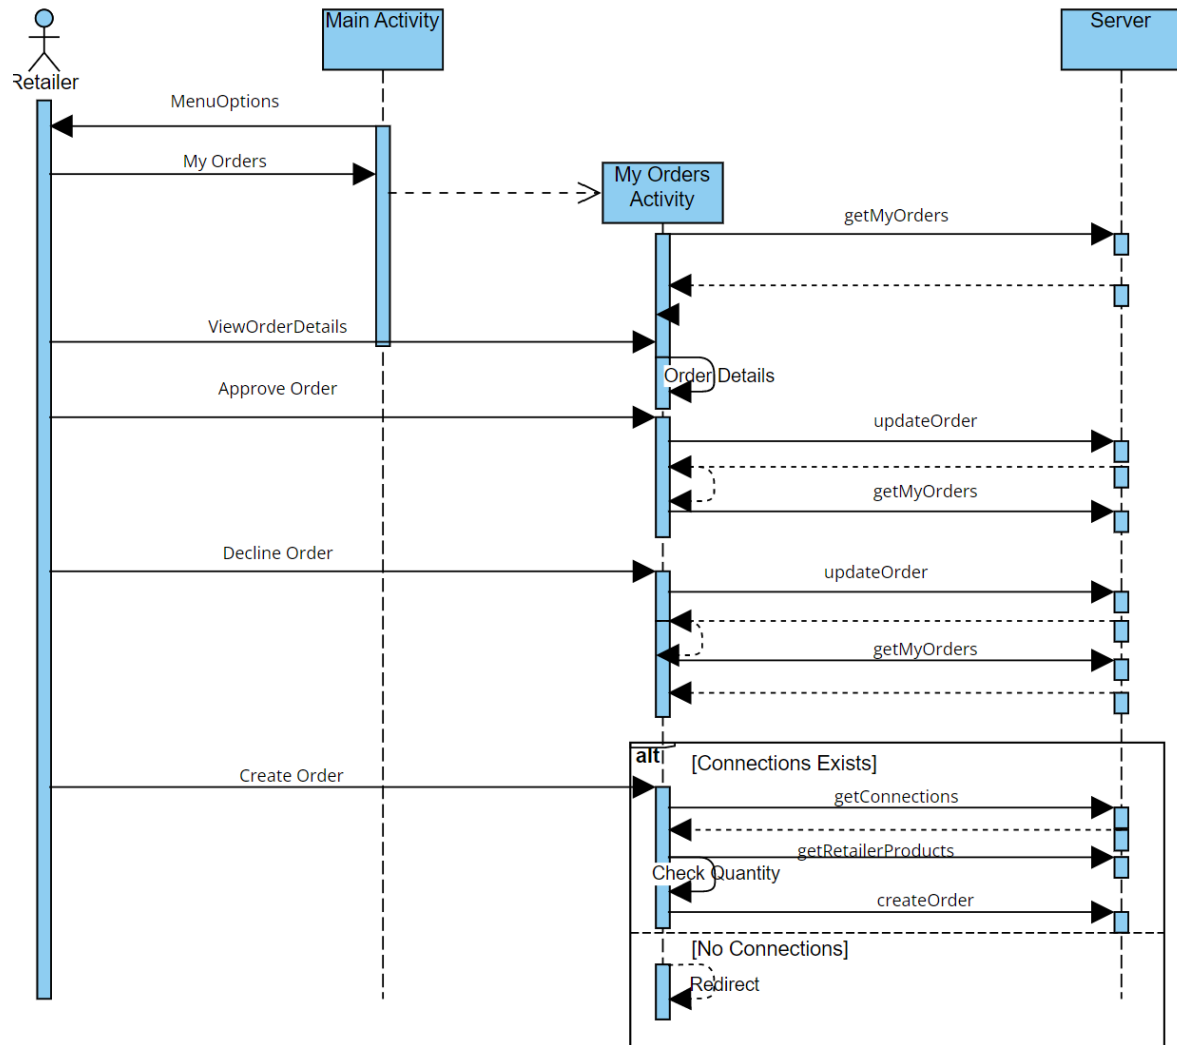 Main Activity
Server
Retailer
MenuOptions
My Orders
My Orders
Activity
getMyOrders
ViewOrderDetails
Order Details
Approve Order
updateOrder
getMyOrders
Decline Order
updateOrder
getMyOrders
alt
[Connections Exists]
Create Order
getConnections
getRetailerProducts
Check Quantity
createOrder
[No Connections]
Redirect